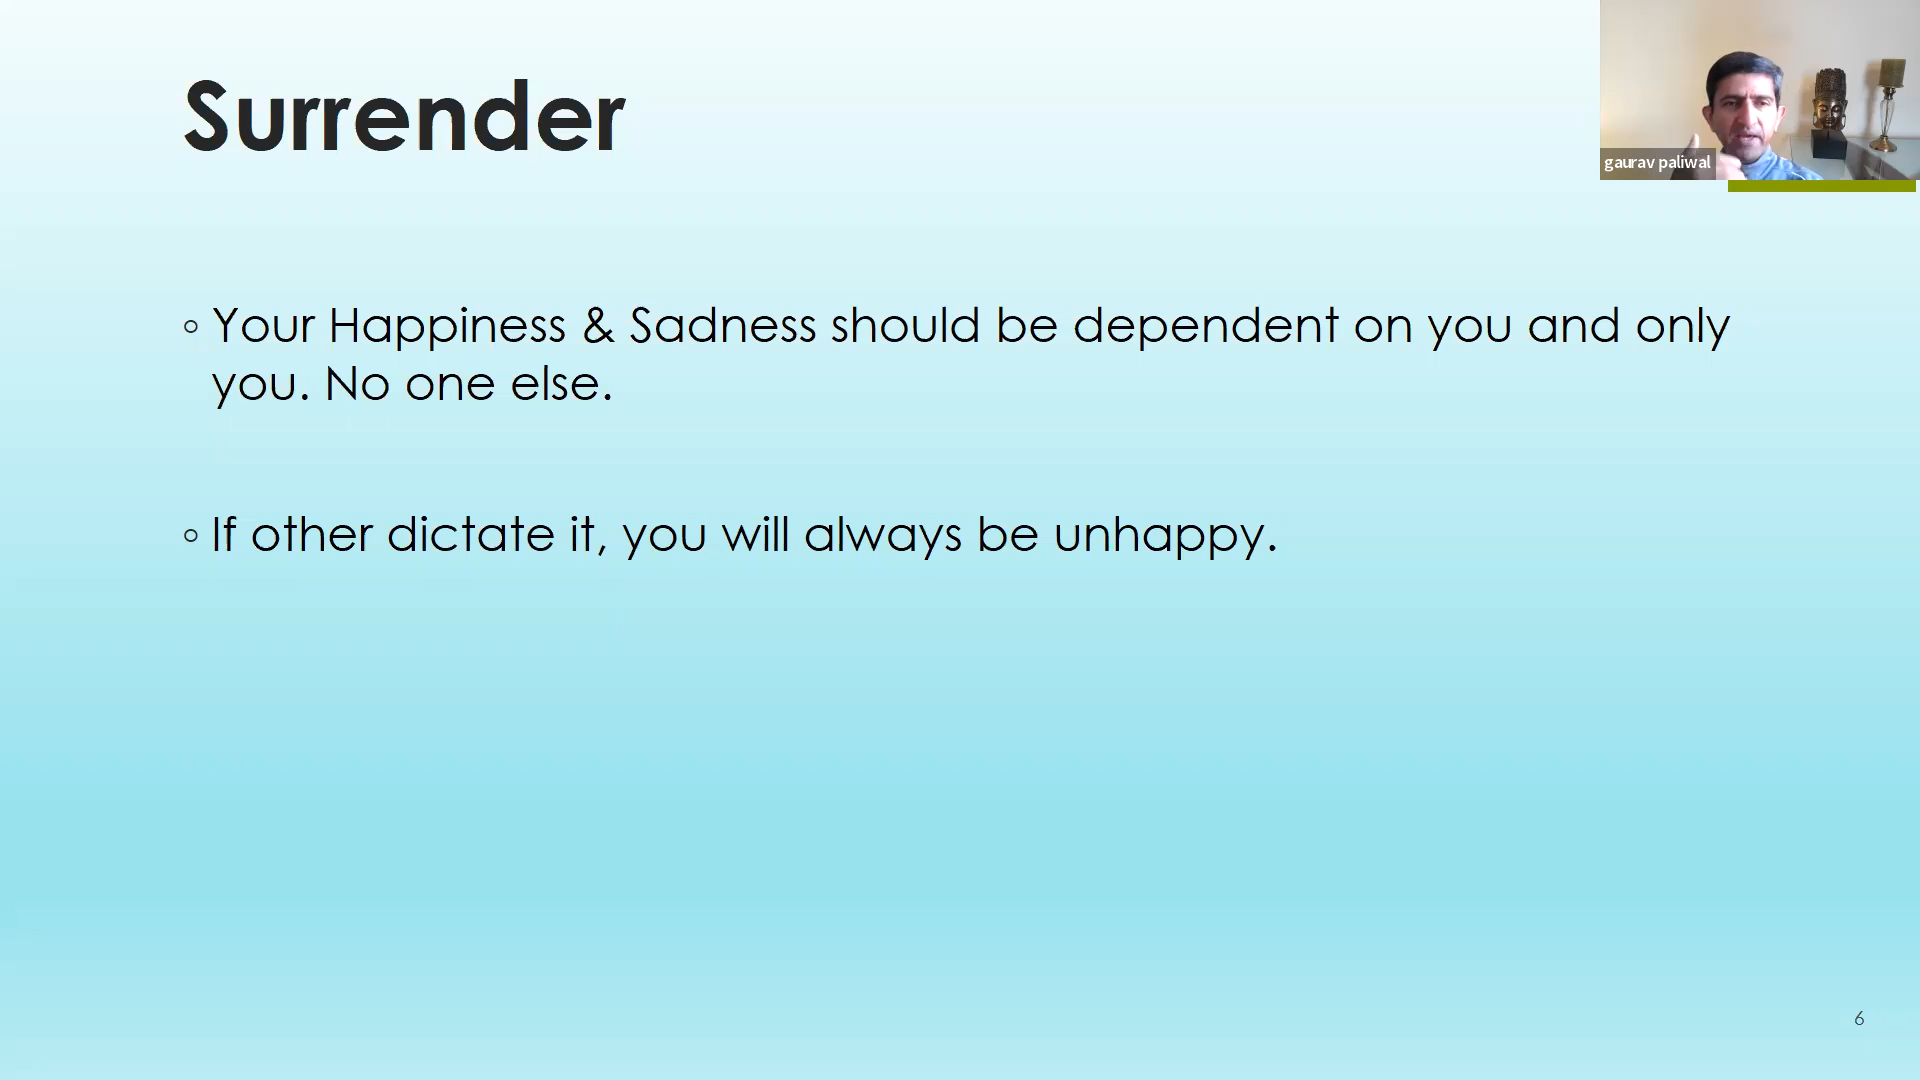 Surrender
gaurav paliwal
◦ Your Happiness & Sadness should be dependent on you and only
you. No one else.
◦ If other dictate it, you will always be unhappy.
6